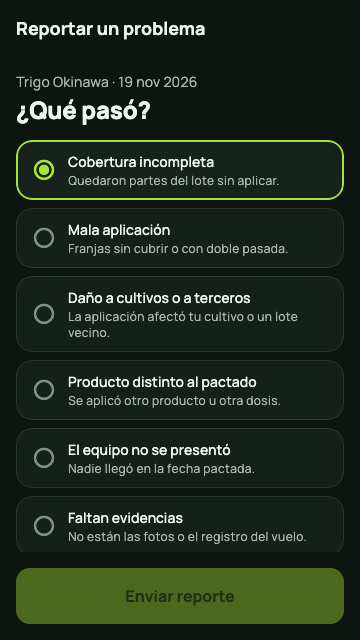 Reportar un problema
Trigo Okinawa · 19 nov 2026
¿Qué pasó?
Cobertura incompleta
Quedaron partes del lote sin aplicar.
Mala aplicación
Franjas sin cubrir o con doble pasada.
Daño a cultivos o a terceros
La aplicación afectó tu cultivo o un lote
vecino.
Producto distinto al pactado
Se aplicó otro producto u otra dosis.
El equipo no se presentó
Nadie llegó en la fecha pactada.
Faltan evidencias
No están las fotos o el registro del vuelo.
Enviar reporte